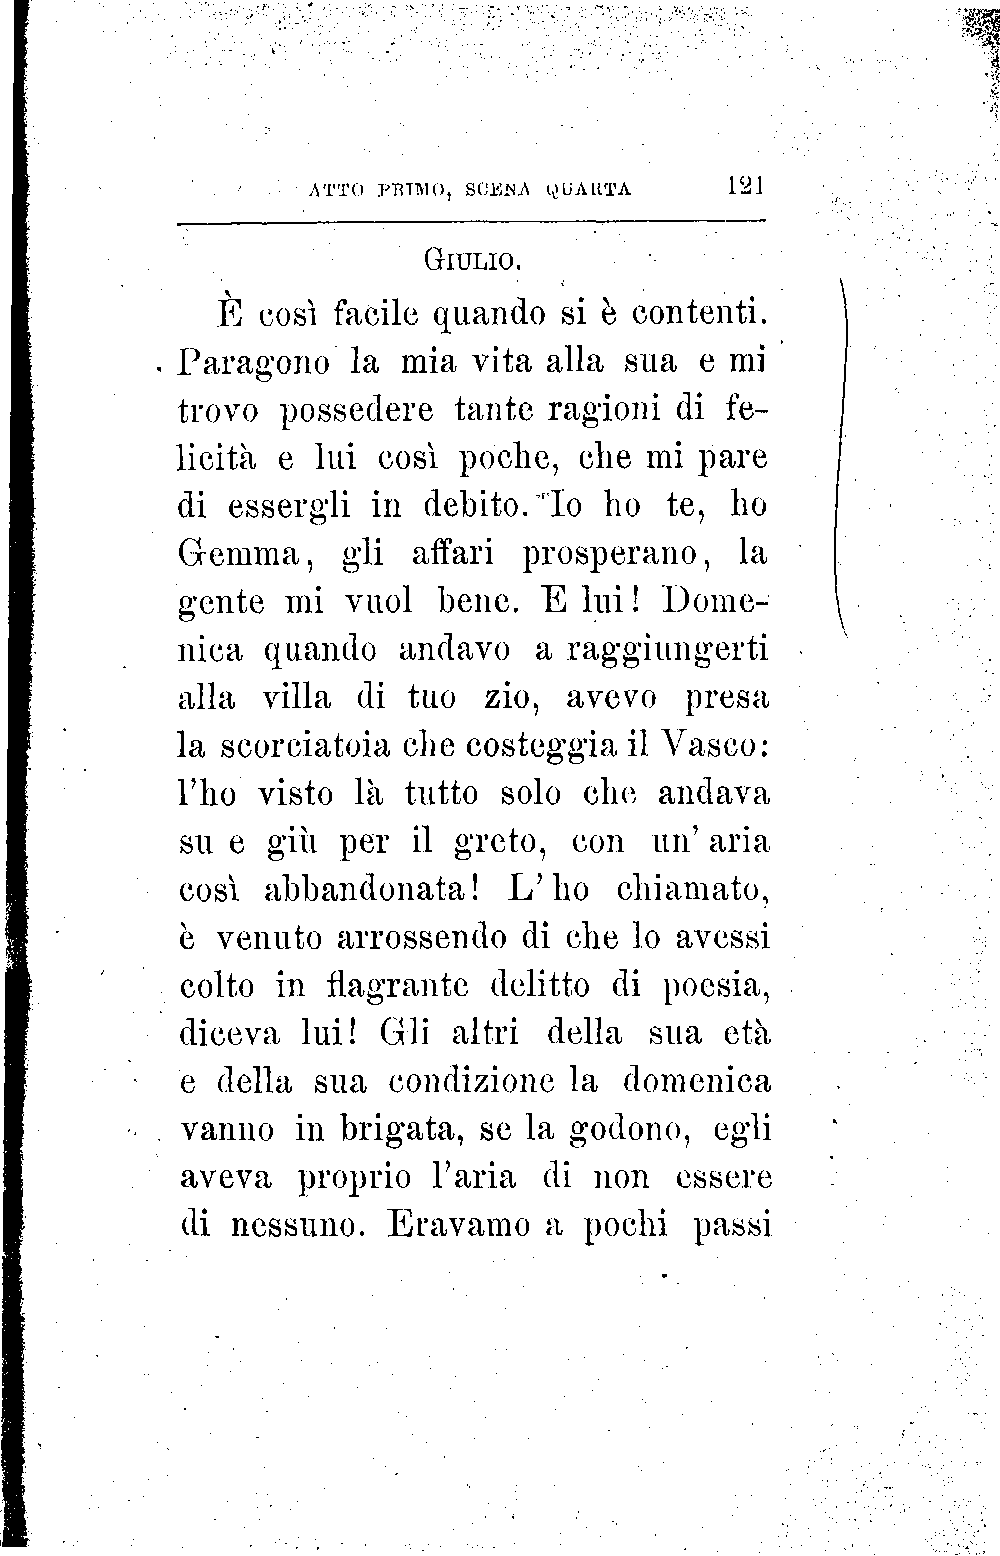 ATTO PRIMO, SCENA QUARTA 121
GIULIO.
È così facile quando si è contenti.
Paragono la mia vita alla sua e mi
trovo possedere tante ragioni di fe-
licità e lui così poche, che mi pare
di essergli in debito. Io ho te, ho
Gemma, gli affari prosperano, la
gente mi vuol bene. E lui! Dome-
nica quando andavo a raggiungerti
alla villa di tuo zio, avevo presa
la scorciatoia che costeggia il Vasco:
l'ho visto là tutto solo che andava
su e giù per il greto, con un' aria
così abbandonata! L' ho chiamato,
è venuto arrossendo di che lo avessi
colto in flagrante delitto di poesia,
diceva lui! Gli altri della sua età
e della sua condizione la domenica
vanno in brigata, se la godono, egli
aveva proprio l'aria di non essere
di nessuno. Eravamo a pochi passi